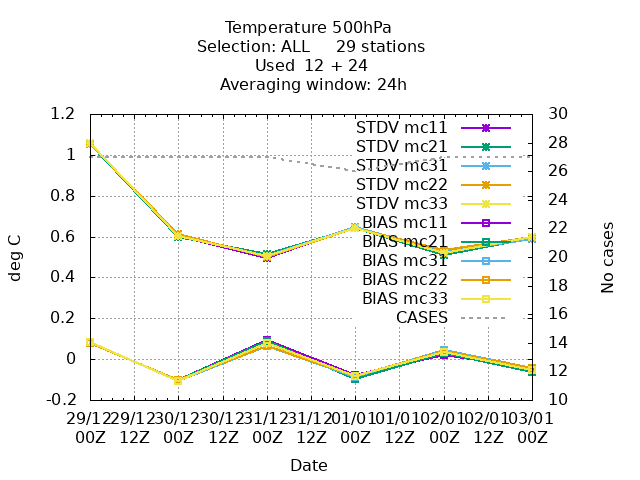 Temperature 500hPa
Selection: ALL 29 stations
Used 12 + 24
Averaging window: 24h
1.2
1
0.8
0.6
0.4
0.2
0
-0.2
deg C
30
28
26
24
22
20
18
16
14
12
10
No cases
STDV mc11
STDV mc21
STDV mc31
STDV mc22
STDV mc33
BIAS mc11
BIAS mc21
BIAS mc31
BIAS mc22
BIAS mc33
CASES
29/12 29/12 30/12 30/12 31/12 31/12 01/01 01/01 02/01 02/01 03/01
00Z 12Z 00Z 12Z 00Z 12Z 00Z 12Z 00Z 12Z 00Z
Date